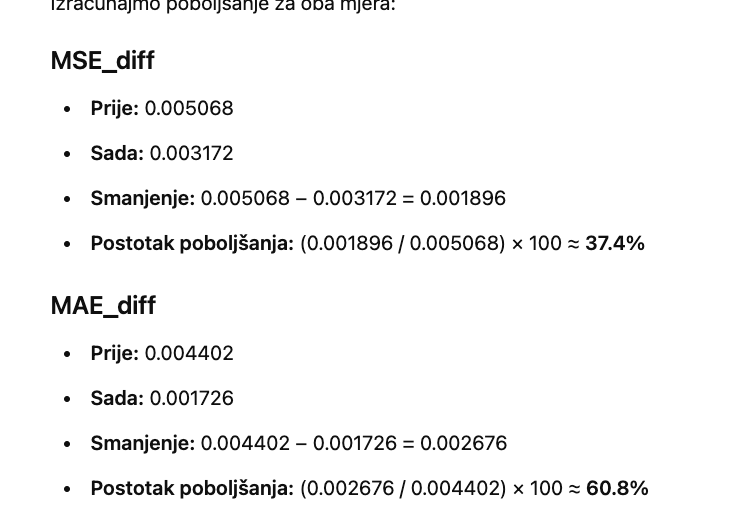 Izračunajmo poboljšanje za oba mjera:
MSE_diff
• Prije: 0.005068
• Sada: 0.003172
• Smanjenje: 0.005068 − 0.003172 = 0.001896
• Postotak poboljšanja: (0.001896 / 0.005068) × 100 ≈ 37.4%
MAE_diff
• Prije: 0.004402
• Sada: 0.001726
• Smanjenje: 0.004402 − 0.001726 = 0.002676
• Postotak poboljšanja: (0.002676 / 0.004402) × 100 ≈ 60.8%